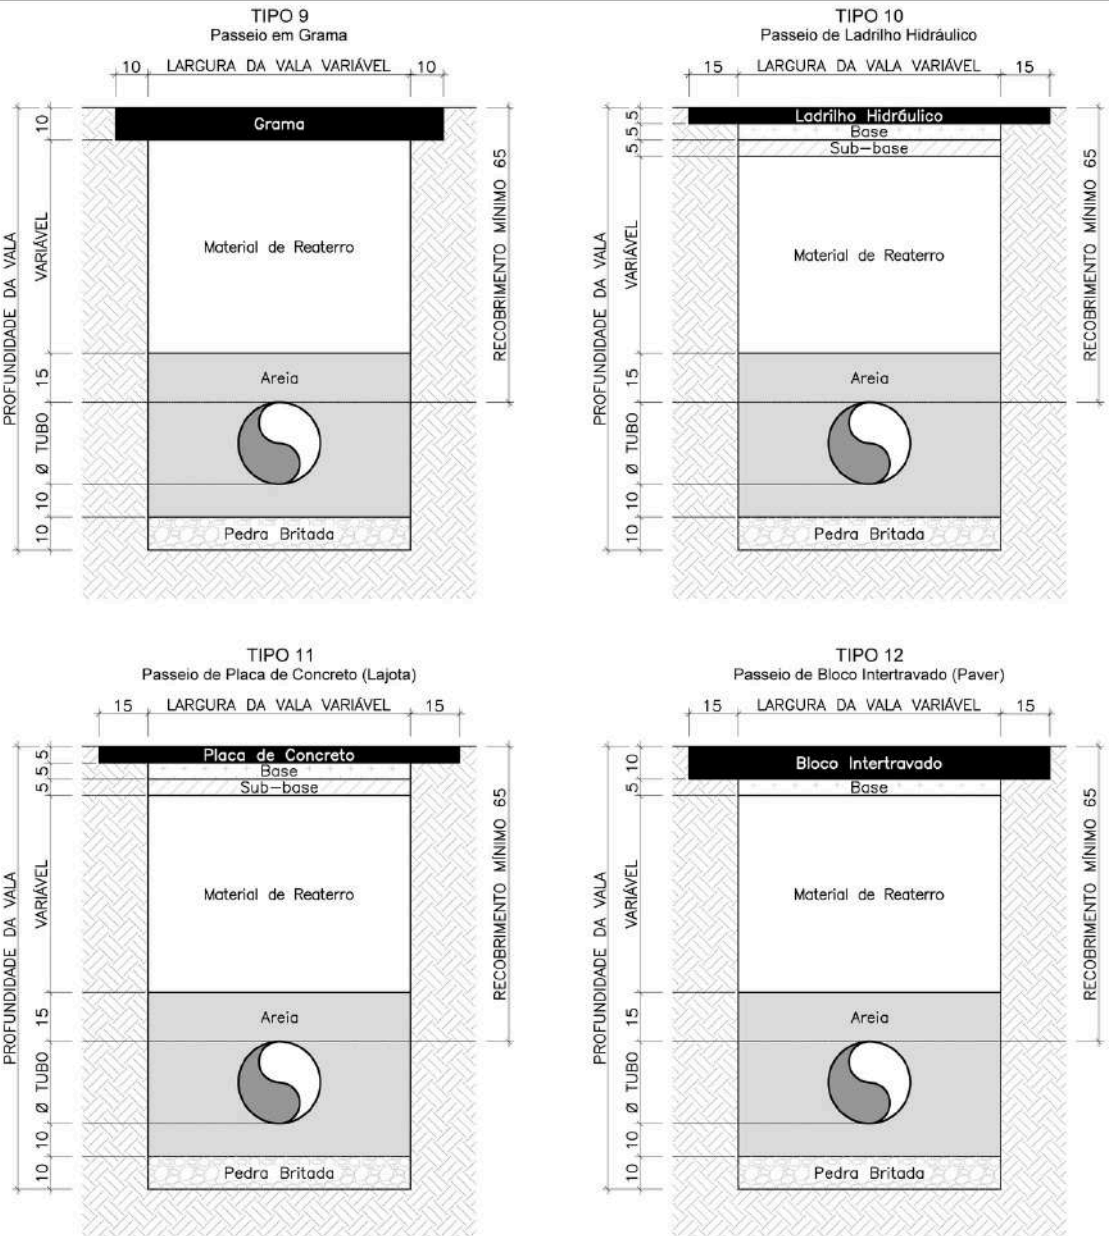 TIPO 9
Passeio em Grama
10 LARGURA DA VALA VARIÁVEL 10
Grama
Material de Reaterro
Areia
Pedra Britada
PROFUNDIDADE DA VALA
10
VARIÁVEL
15
Ø TUBO
10
10
RECOBRIMENTO MÍNIMO 65
TIPO 10
Passeio de Ladrilho Hidráulico
15 LARGURA DA VALA VARIÁVEL 15
Ladrilho Hidráulico
Base
Sub-base
Material de Reaterro
Areia
Pedra Britada
PROFUNDIDADE DA VALA
5
5
5
VARIÁVEL
15
Ø TUBO
10
10
RECOBRIMENTO MÍNIMO 65
TIPO 11
Passeio de Placa de Concreto (Lajota)
15 LARGURA DA VALA VARIÁVEL 15
Placa de Concreto
Base
Sub-base
Material de Reaterro
Areia
Pedra Britada
PROFUNDIDADE DA VALA
5
5
5
VARIÁVEL
15
Ø TUBO
10
10
RECOBRIMENTO MÍNIMO 65
TIPO 12
Passeio de Bloco Intertravado (Paver)
15 LARGURA DA VALA VARIÁVEL 15
Bloco Intertravado
Base
Material de Reaterro
Areia
Pedra Britada
PROFUNDIDADE DA VALA
10
5
VARIÁVEL
15
Ø TUBO
10
10
RECOBRIMENTO MÍNIMO 65